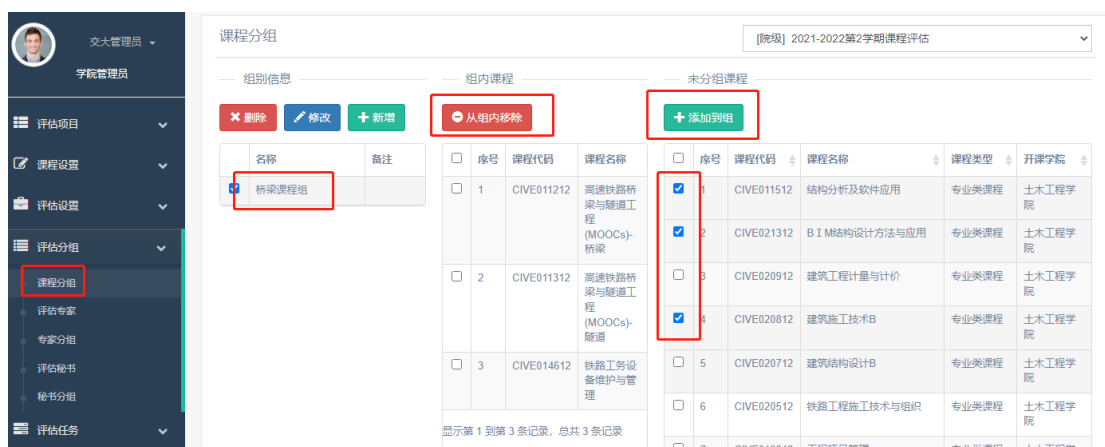 交大管理员
学院管理员
评估项目
课程设置
评估设置
评估分组
课程分组
评估专家
专家分组
评估秘书
秘书分组
评估任务
课程分组
[院级] 2021-2022第2学期课程评估
组别信息
删除 修改 新增
名称 备注
桥梁课程组
组内课程
从组内移除
序号 课程代码 课程名称
1 CIVE011212 高速铁路桥
梁与隧道工
程
(MOOCs)-
桥梁
2 CIVE011312 高速铁路桥
梁与隧道工
程
(MOOCs)-
隧道
3 CIVE014612 铁路工务设
备维护与管
理
显示第 1 到第 3 条记录，总共 3 条记录
未分组课程
添加到组
序号 课程代码 课程名称 课程类型 开课学院
1 CIVE011512 结构分析及软件应用 专业类课程 土木工程学
院
2 CIVE021312 B I M结构设计方法与应用 专业类课程 土木工程学
院
3 CIVE020912 建筑工程计量与计价 专业类课程 土木工程学
院
4 CIVE020812 建筑施工技术B 专业类课程 土木工程学
院
5 CIVE020712 建筑结构设计B 专业类课程 土木工程学
院
6 CIVE020512 铁路工程施工技术与组织 专业类课程 土木工程学
院